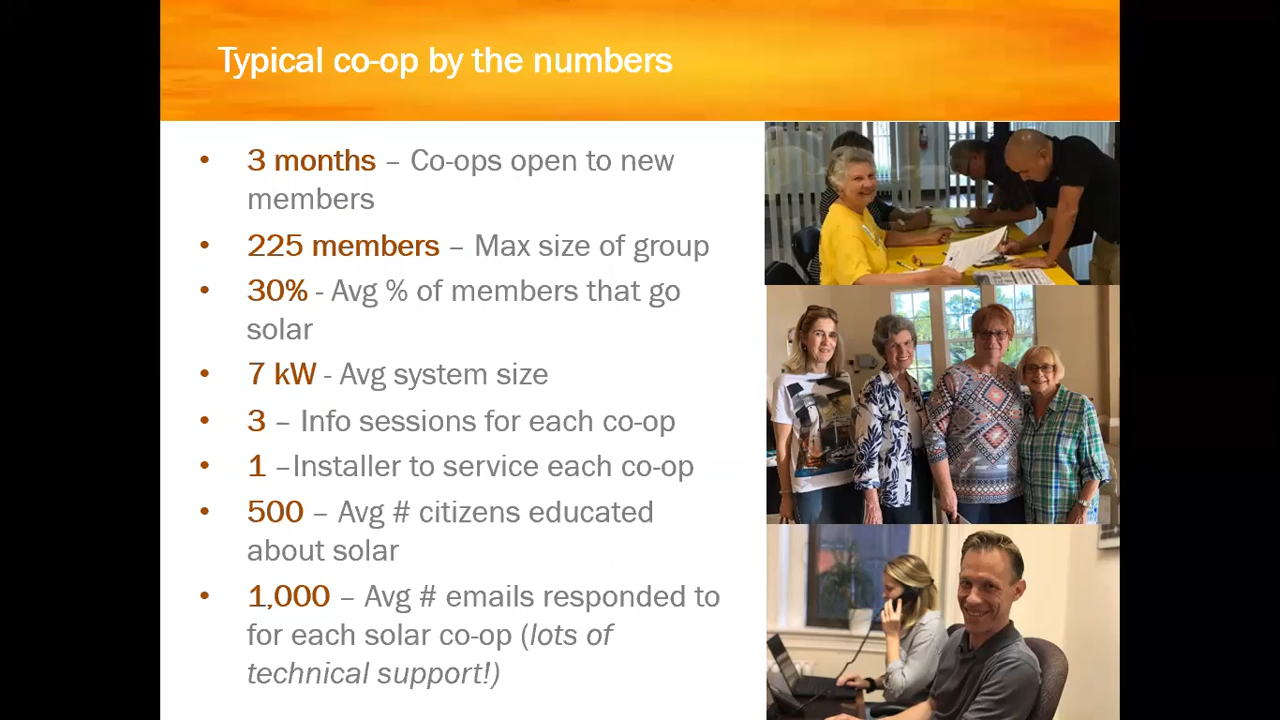 Typical co-op by the numbers
• 3 months – Co-ops open to new
members
• 225 members – Max size of group
• 30% - Avg % of members that go
solar
• 7 kW - Avg system size
• 3 – Info sessions for each co-op
• 1 –Installer to service each co-op
• 500 – Avg # citizens educated
about solar
• 1,000 – Avg # emails responded to
for each solar co-op (lots of
technical support!)